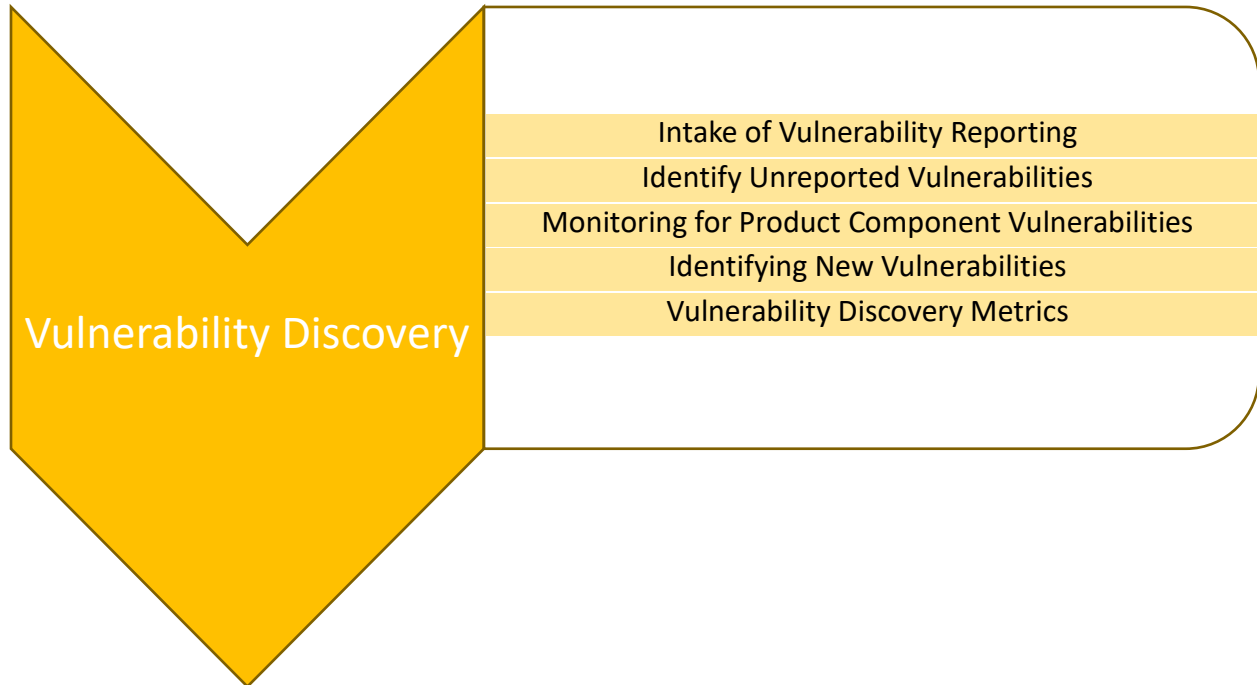 Intake of Vulnerability Reporting
Identify Unreported Vulnerabilities
Monitoring for Product Component Vulnerabilities
Identifying New Vulnerabilities
Vulnerability Discovery Metrics
Vulnerability Discovery